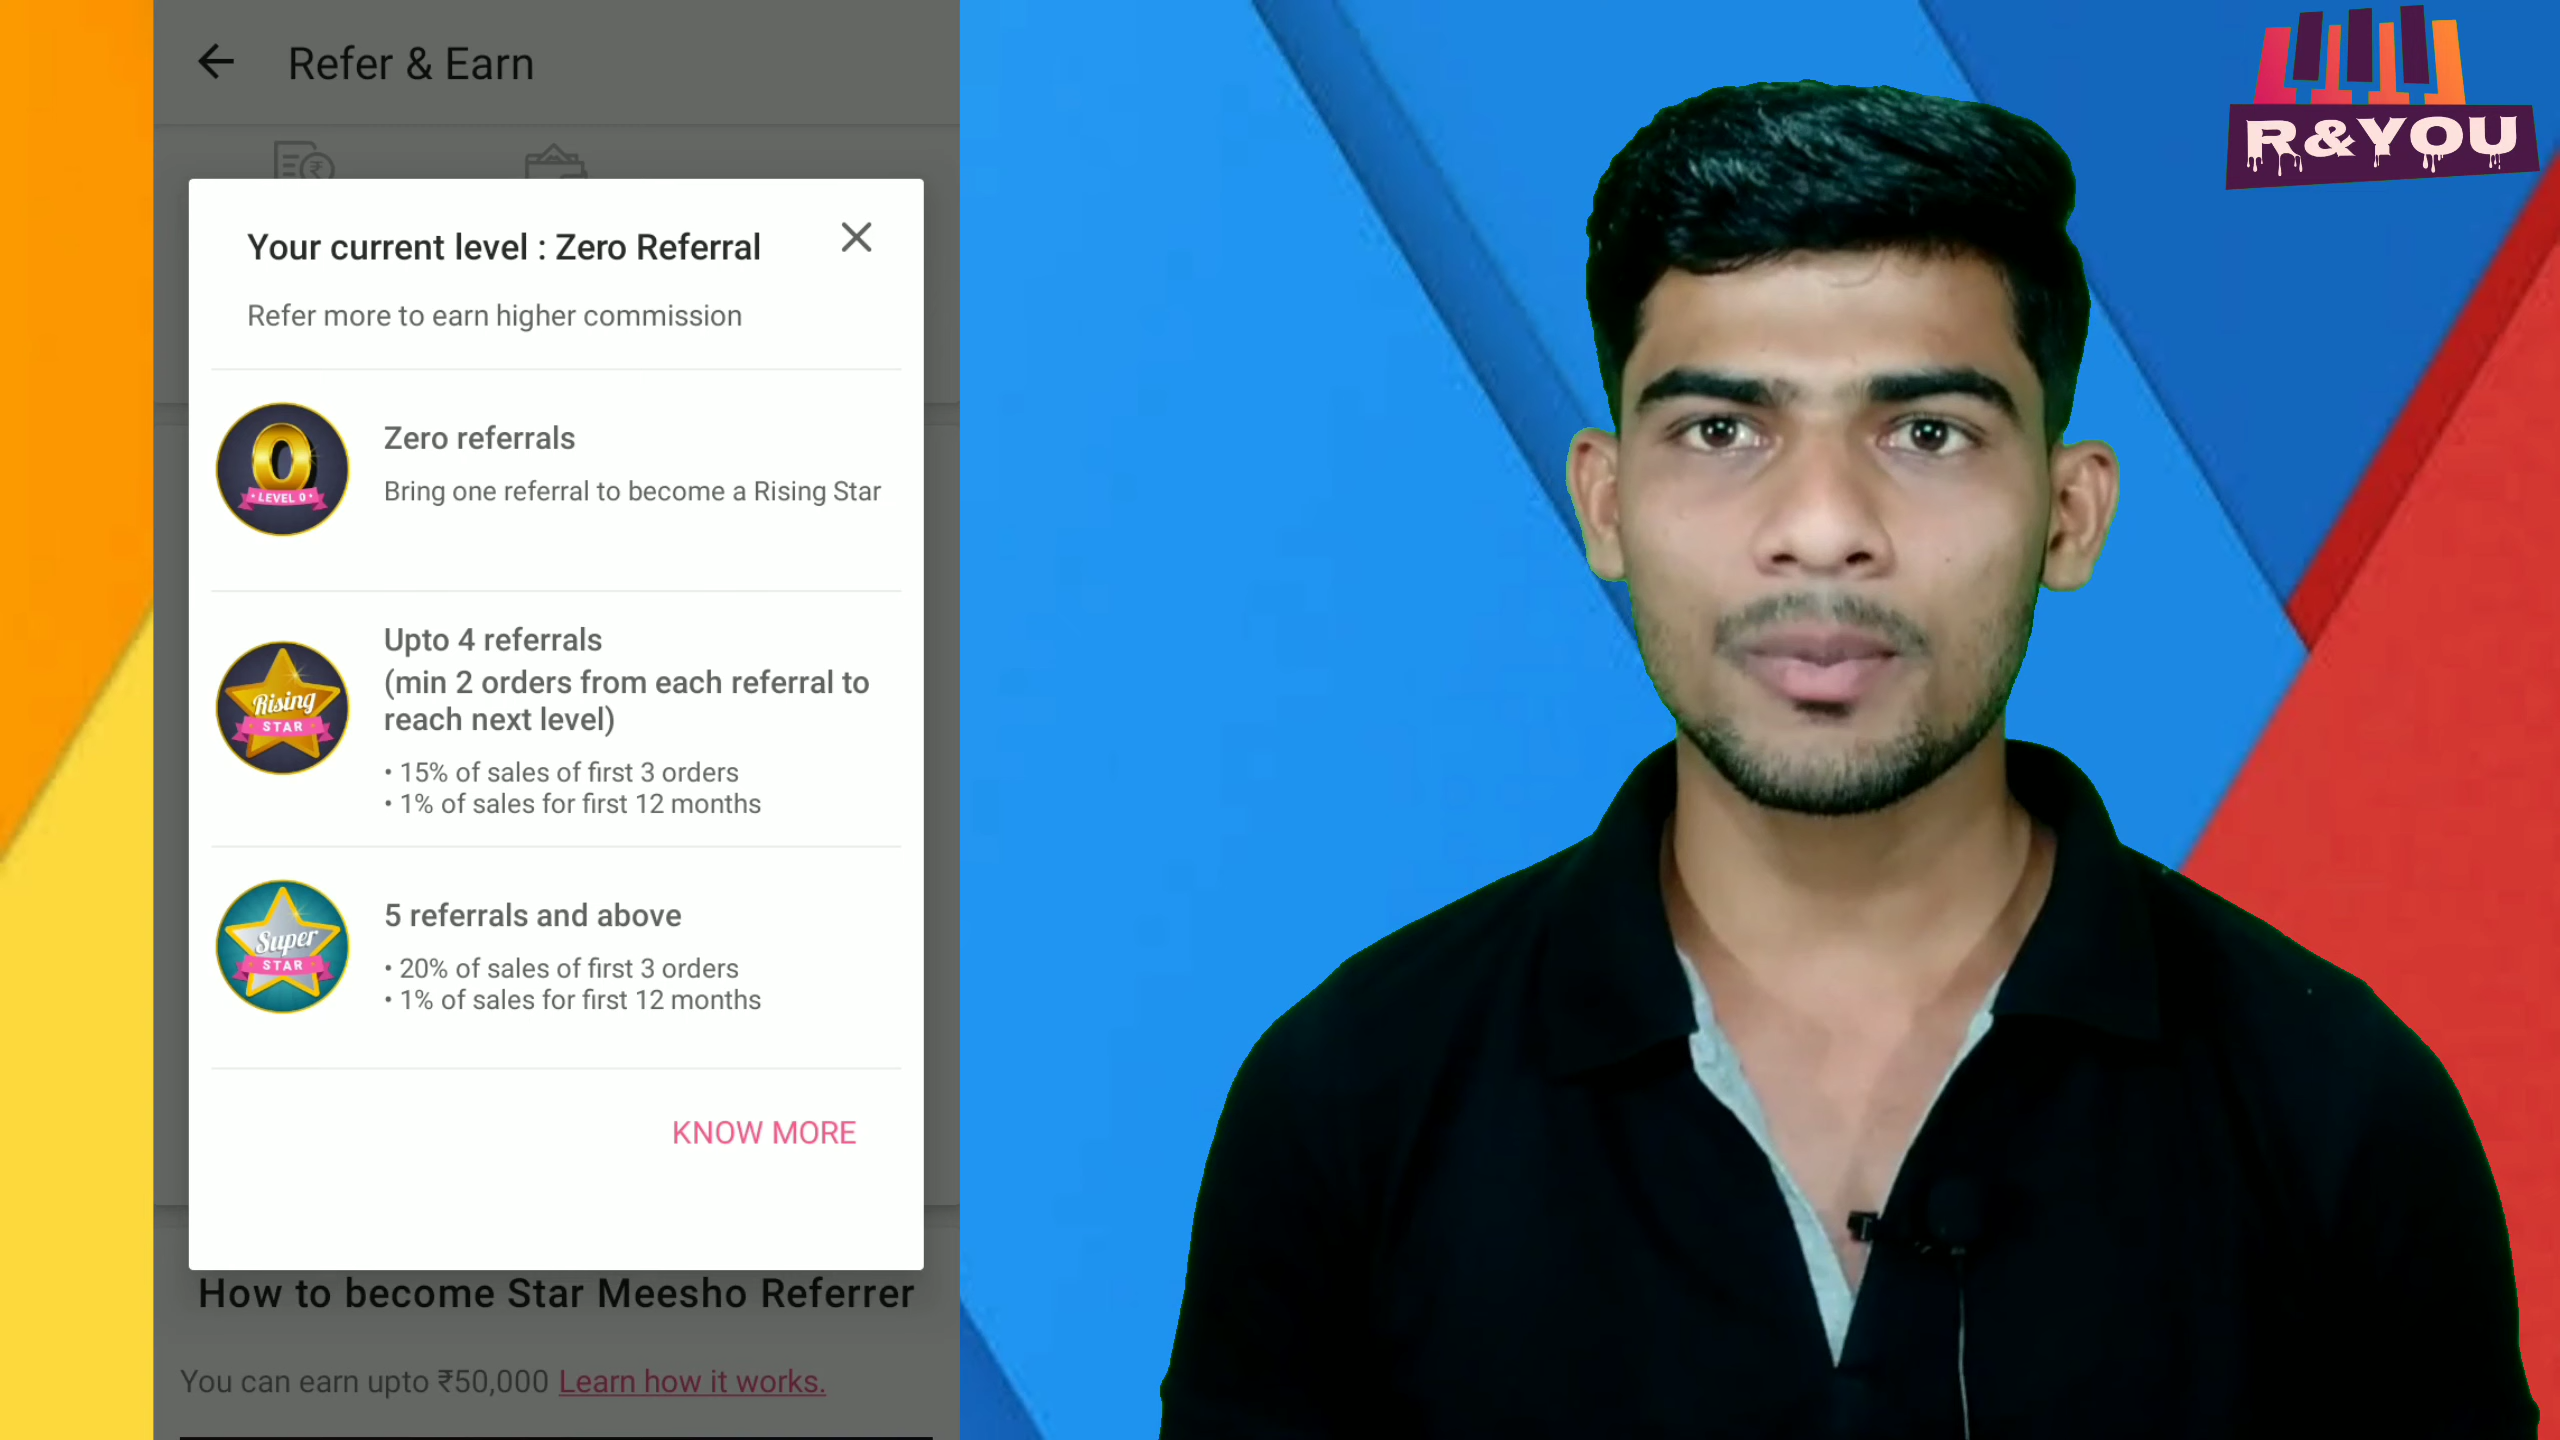 Refer & Earn
Your current level : Zero Referral
Refer more to earn higher commission
0
• LEVEL 0 •
Zero referrals
Bring one referral to become a Rising Star
Rising
STAR
Upto 4 referrals
(min 2 orders from each referral to
reach next level)
• 15% of sales of first 3 orders
• 1% of sales for first 12 months
Super
STAR
5 referrals and above
• 20% of sales of first 3 orders
• 1% of sales for first 12 months
KNOW MORE
How to become Star Meesho Referrer
You can earn upto ₹50,000 Learn how it works.
R&YOU